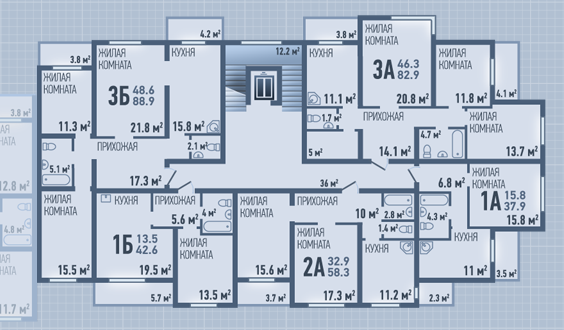 4.2 м²
12.2 м²
3.8 м²
ЖИЛАЯ
КОМНАТА
КУХНЯ
КУХНЯ
ЖИЛАЯ
КОМНАТА
3.8 м²
ЖИЛАЯ
КОМНАТА
3Б 48.6
88.9
3А 46.3
82.9
ЖИЛАЯ
КОМНАТА
4.1 м²
11.3 м²
21.8 м²
15.8 м²
11.1 м²
20.8 м²
11.8 м²
3.8 м²
1.7 м²
ПРИХОЖАЯ
4.7 м²
ПРИХОЖАЯ
2.1 м²
5 м²
14.1 м²
13.7 м²
5.1 м²
17.3 м²
36 м²
6.8 м²
12.8 м²
ЖИЛАЯ
КОМНАТА
КУХНЯ
ПРИХОЖАЯ
5.6 м²
4 м²
ЖИЛАЯ
КОМНАТА
ПРИХОЖАЯ
10 м²
2.8 м²
1.4 м²
4.3 м²
1А 15.8
37.9
15.8 м²
4.8 м²
1Б 13.5
42.6
ЖИЛАЯ
КОМНАТА
ЖИЛАЯ
КОМНАТА
КУХНЯ
КУХНЯ
2А 32.9
58.3
15.5 м²
19.5 м²
15.6 м²
11 м²
3.5 м²
5.7 м²
13.5 м²
3.7 м²
17.3 м²
11.2 м²
2.3 м²
11.7 м²